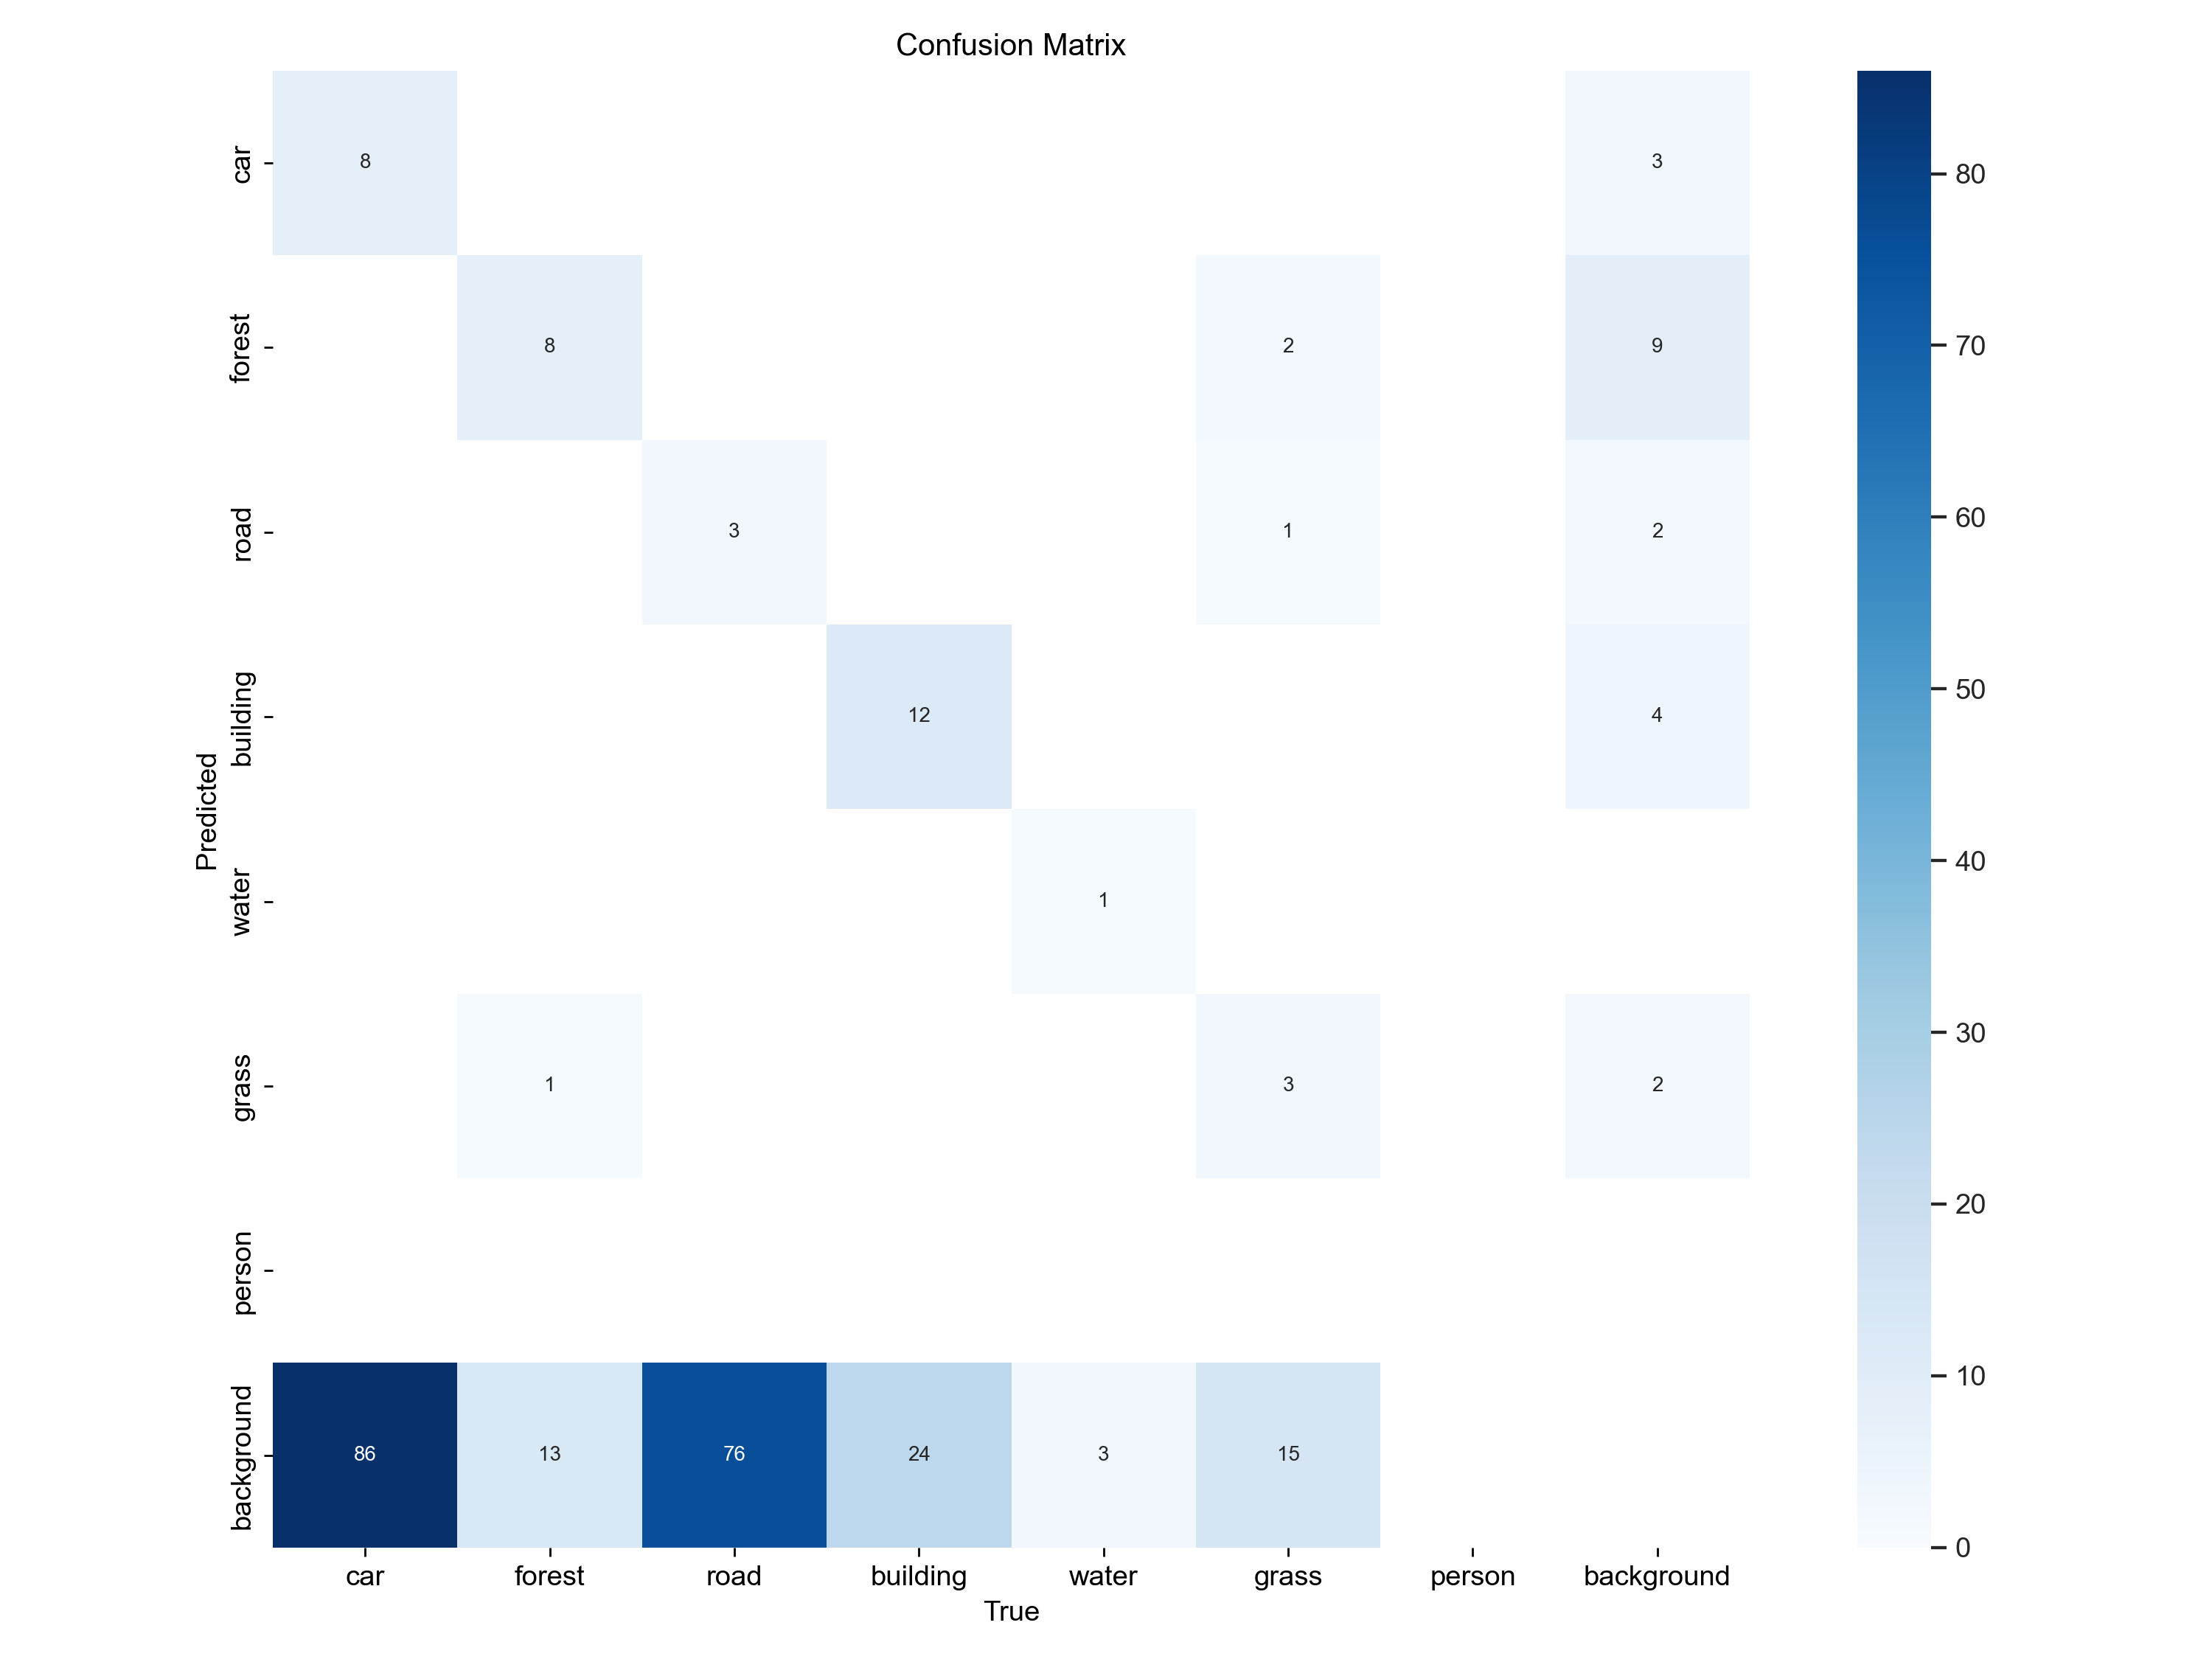 Confusion Matrix
car
8
3
80
forest
8
2
9
70
road
3
1
2
60
building
12
4
50
Predicted
water
1
40
grass
1
3
2
30
person
20
background
86
13
76
24
3
15
10
0
car forest road building water grass person background
True